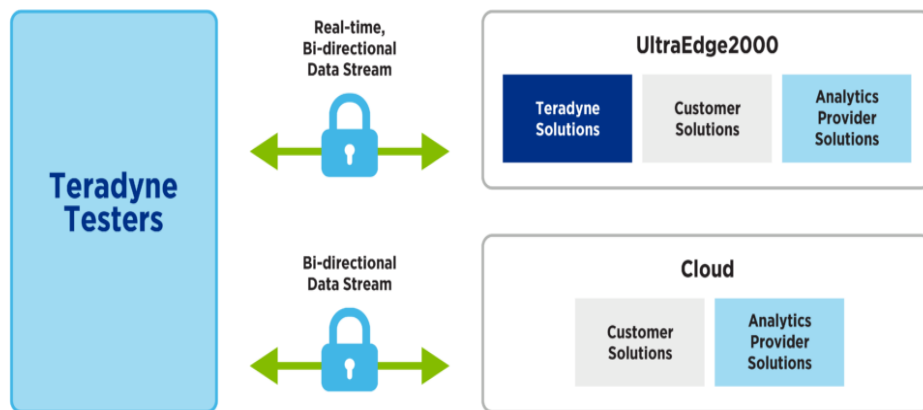 Teradyne
Testers
Real-time,
Bi-directional
Data Stream
UltraEdge2000
Teradyne
Solutions
Customer
Solutions
Analytics
Provider
Solutions
Bi-directional
Data Stream
Cloud
Customer
Solutions
Analytics
Provider
Solutions